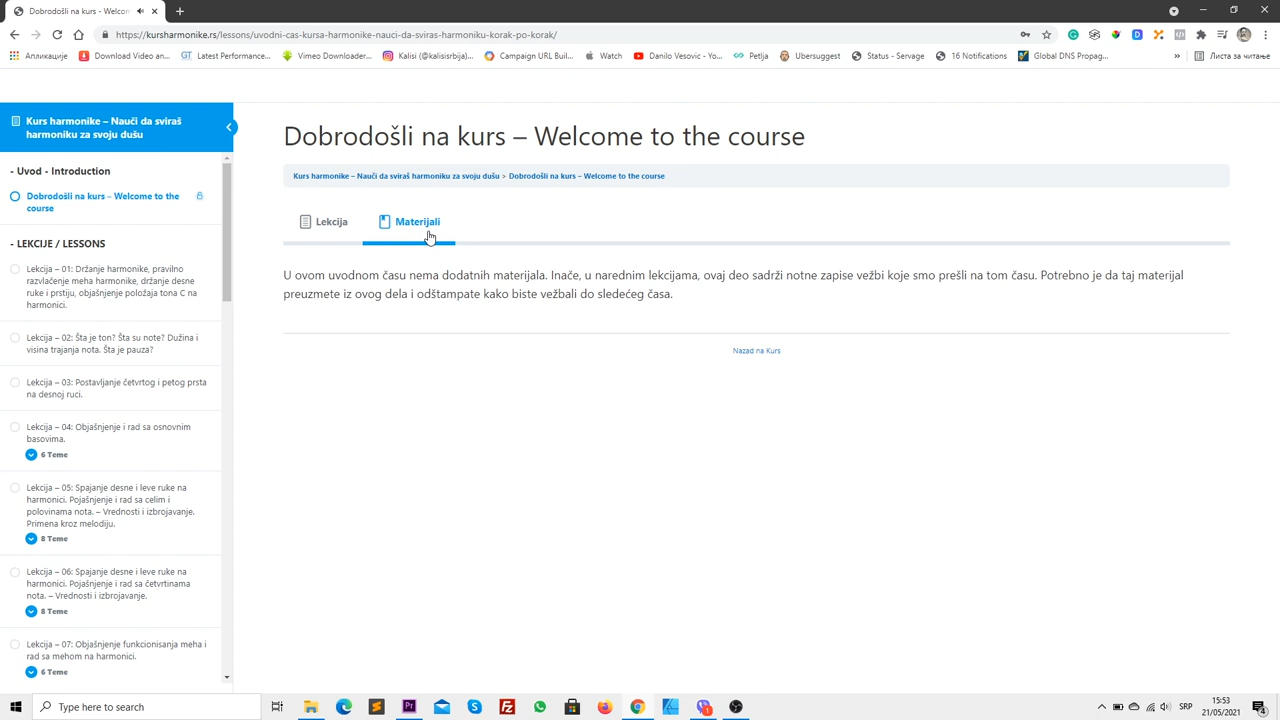 Dobrodošli na kurs - Welcom
https://kursharmonike.rs/lessons/uvodni-cas-kursa-harmonike-nauci-da-sviras-harmoniku-korak-po-korak/
Апликације
Download Video an...
Latest Performance...
Vimeo Downloader...
Kalisi (@kalisisrbija)...
Campaign URL Buil...
Watch
Danilo Vesovic - Yo...
Petlja
Ubersuggest
Status - Servage
16 Notifications
Global DNS Propag...
»
Листа за читање
Kurs harmonike – Nauči da sviraš
harmoniku za svoju dušu
- Uvod - Introduction
Dobrodošli na kurs – Welcome to the
course
- LEKCIJE / LESSONS
Lekcija – 01: Držanje harmonike, pravilno
razvlačenje meha harmonike, držanje desne
ruke i prstiju, objašnjenje položaja tona C na
harmonici.
Lekcija – 02: Šta je ton? Šta su note? Dužina i
visina trajanja nota. Šta je pauza?
Lekcija – 03: Postavljanje četvrtog i petog prsta
na desnoj ruci.
Lekcija – 04: Objašnjenje i rad sa osnovnim
basovima.
6 Teme
Lekcija – 05: Spajanje desne i leve ruke na
harmonici. Pojašnjenje i rad sa celim i
polovinama nota. – Vrednosti i izbrojavanje.
Primena kroz melodiju.
8 Teme
Lekcija – 06: Spajanje desne i leve ruke na
harmonici. Pojašnjenje i rad sa četvrtinama
nota. – Vrednosti i izbrojavanje.
8 Teme
Lekcija – 07: Objašnjenje funkcionisanja meha i
rad sa mehom na harmonici.
6 Teme
Dobrodošli na kurs – Welcome to the course
Kurs harmonike – Nauči da sviraš harmoniku za svoju dušu > Dobrodošli na kurs – Welcome to the course
Lekcija
Materijali
U ovom uvodnom času nema dodatnih materijala. Inače, u narednim lekcijama, ovaj deo sadrži notne zapise vežbi koje smo prešli na tom času. Potrebno je da taj materijal
preuzmete iz ovog dela i odštampate kako biste vežbali do sledećeg časa.
Nazad na Kurs
Type here to search
SRP
15:53
21/05/2021